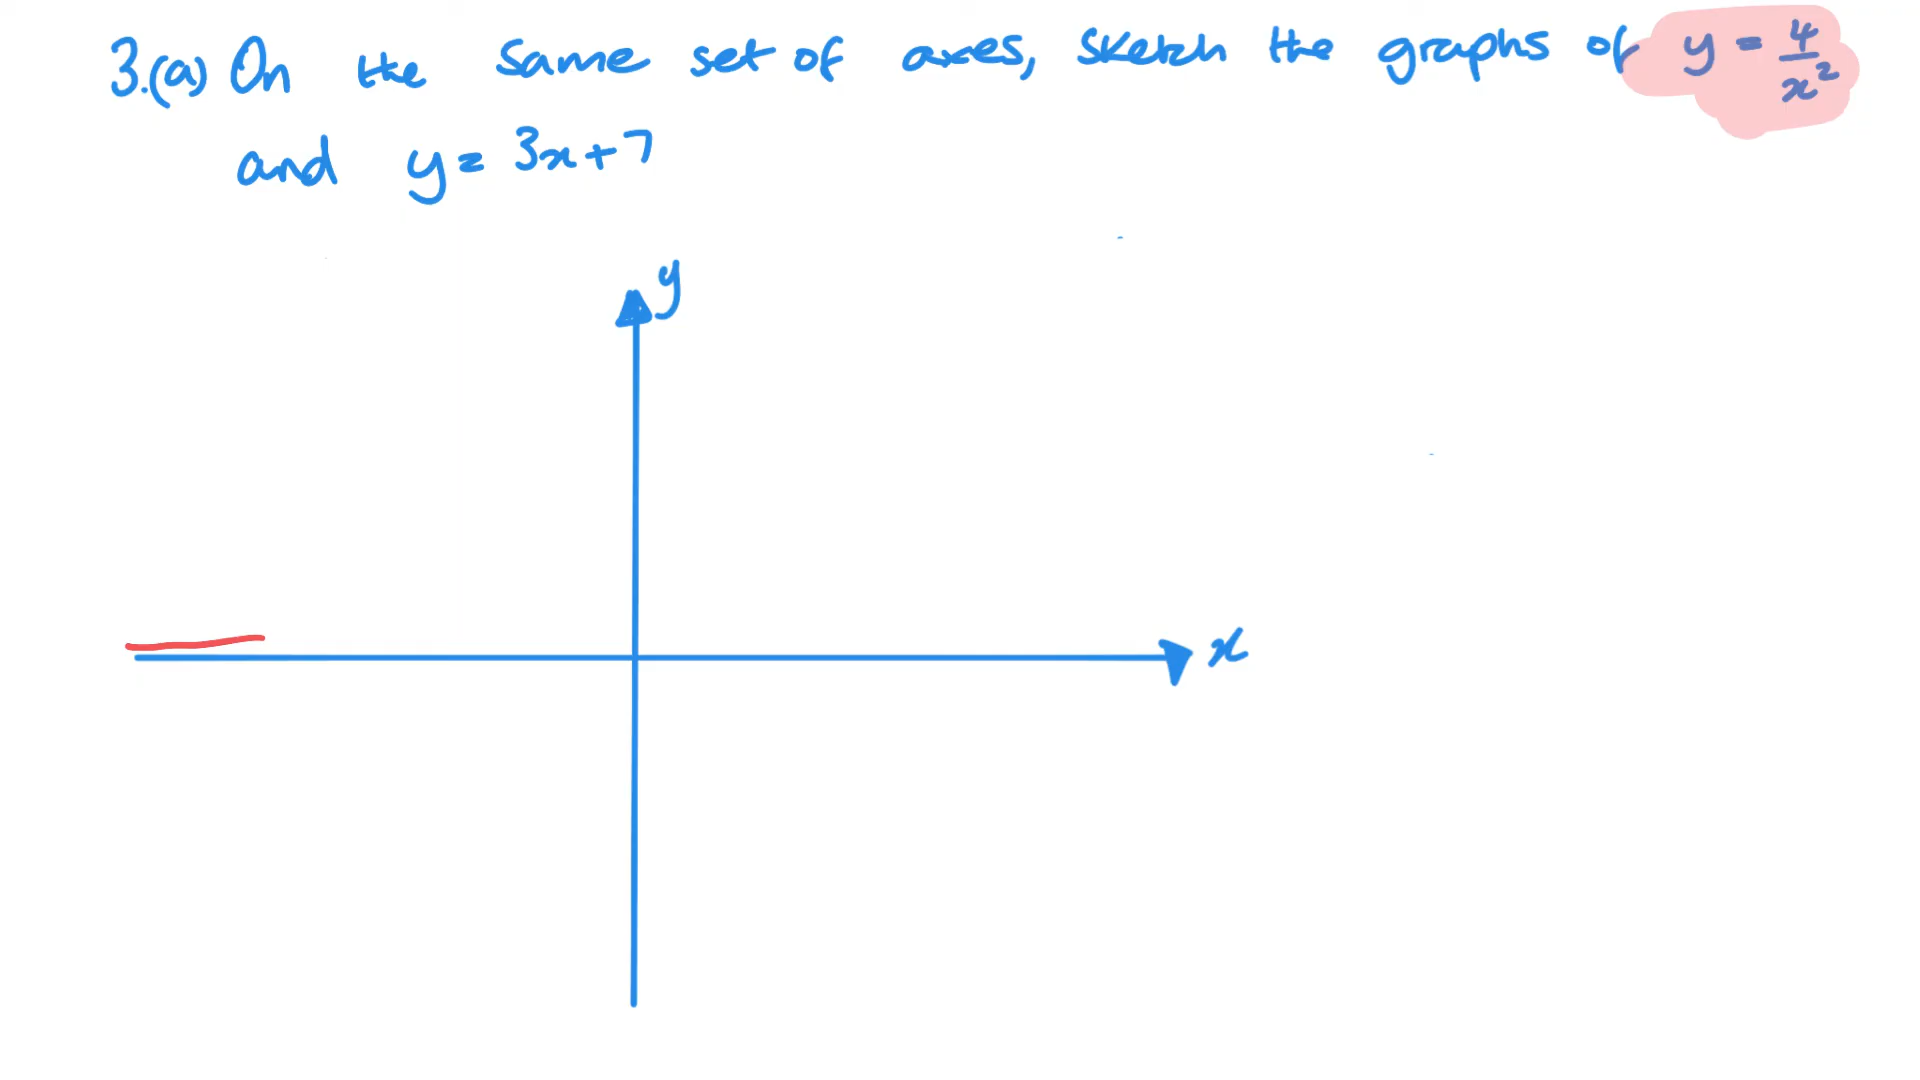 3.(a) On the same set of axes, sketch the graphs of y = 4/x²
and y = 3x+7
y
x